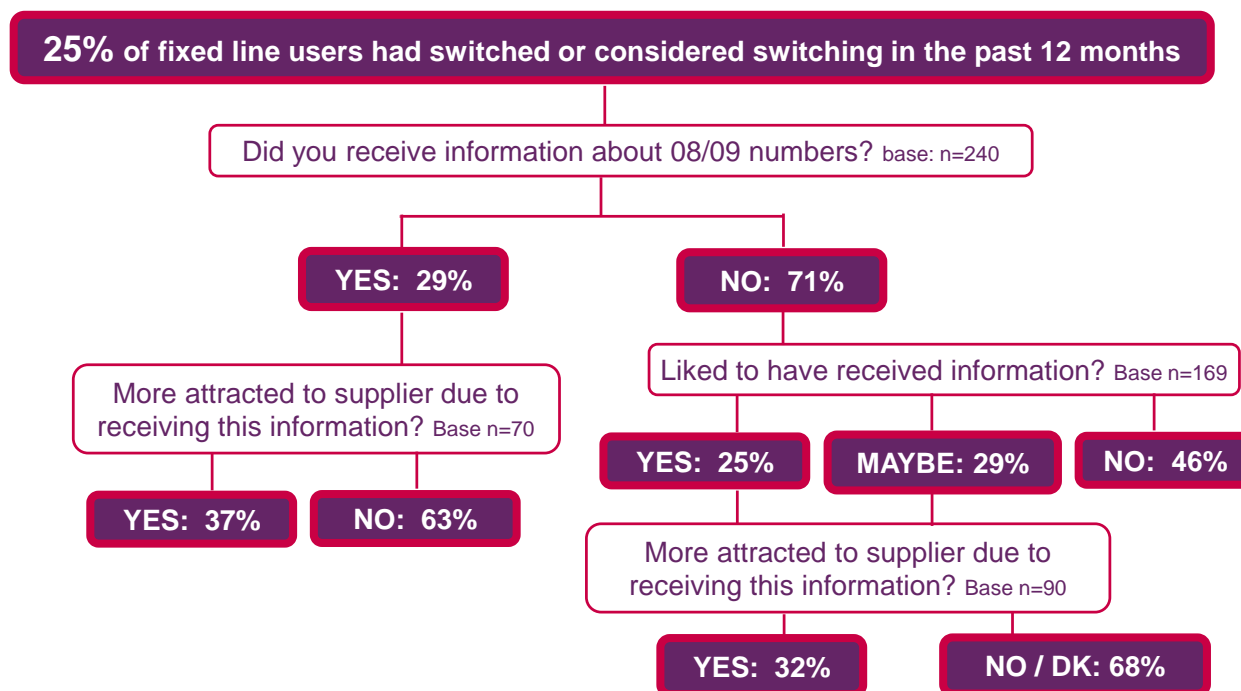 25% of fixed line users had switched or considered switching in the past 12 months
Did you receive information about 08/09 numbers? base: n=240
YES: 29%
NO: 71%
More attracted to supplier due to
receiving this information? Base n=70
YES: 37%
NO: 63%
Liked to have received information? Base n=169
YES: 25%
MAYBE: 29%
NO: 46%
More attracted to supplier due to
receiving this information? Base n=90
YES: 32%
NO / DK: 68%